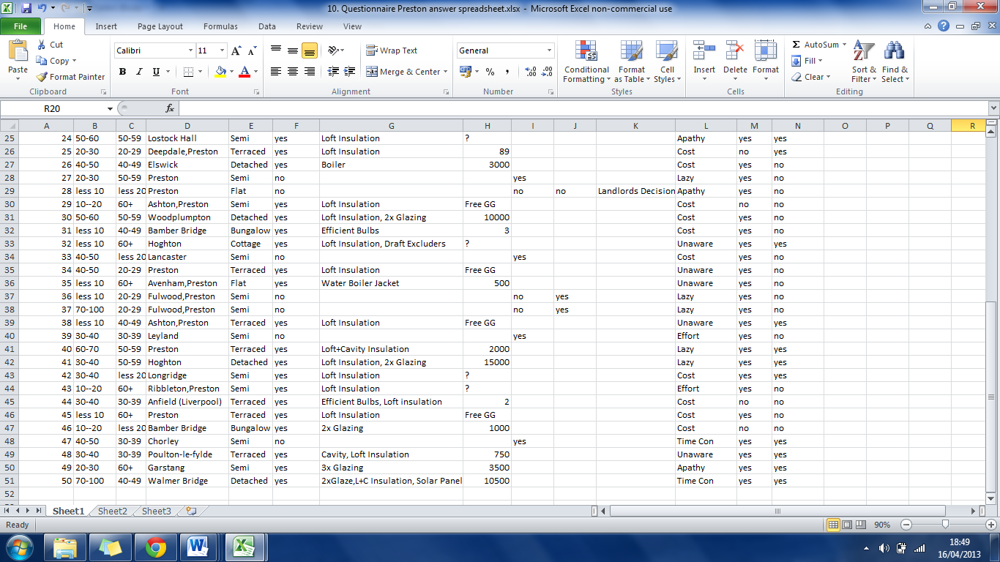 10. Questionnaire Preston answer spreadsheet.xlsx - Microsoft Excel non-commercial use
File Home Insert Page Layout Formulas Data Review View
Paste Cut Copy Format Painter Clipboard
Calibri 11 B I U Font
Wrap Text Merge & Center Alignment
General % , Number
Conditional Formatting Format as Table Cell Styles Styles
Insert Delete Format Cells
Σ AutoSum Fill Clear Sort & Filter Find & Select Editing
R20 fx
A B C D E F G H I J K L M N O P Q R
25 24 50-60 50-59 Lostock Hall Semi yes Loft Insulation ? Apathy yes yes
26 25 20-30 20-29 Deepdale,Preston Terraced yes Loft Insulation 89 Cost no yes
27 26 40-50 40-49 Elswick Detached yes Boiler 3000 Cost yes no
28 27 20-30 50-59 Preston Semi no yes Lazy yes no
29 28 less 10 less 20 Preston Flat no no no Landlords Decision Apathy yes no
30 29 10--20 60+ Ashton,Preston Semi yes Loft Insulation Free GG Cost no no
31 30 50-60 50-59 Woodplumpton Detached yes Loft Insulation, 2x Glazing 10000 Cost yes no
32 31 less 10 40-49 Bamber Bridge Bungalow yes Efficient Bulbs 3 Cost yes no
33 32 less 10 60+ Hoghton Cottage yes Loft Insulation, Draft Excluders ? Unaware yes yes
34 33 40-50 less 20 Lancaster Semi no yes Cost yes no
35 34 40-50 20-29 Preston Terraced yes Loft Insulation Free GG Unaware yes no
36 35 less 10 60+ Avenham,Preston Flat yes Water Boiler Jacket 500 Unaware yes no
37 36 less 10 20-29 Fulwood,Preston Semi no no yes Lazy yes no
38 37 70-100 20-29 Fulwood,Preston Semi no no yes Lazy yes no
39 38 less 10 40-49 Ashton,Preston Terraced yes Loft Insulation Free GG Unaware yes yes
40 39 30-40 30-39 Leyland Semi no yes Effort yes no
41 40 60-70 50-59 Preston Terraced yes Loft+Cavity Insulation 2000 Lazy yes yes
42 41 30-40 50-59 Hoghton Detached yes Loft Insulation, 2x Glazing 15000 Lazy yes yes
43 42 30-40 less 20 Longridge Semi yes Loft Insulation ? Cost yes yes
44 43 10--20 60+ Ribbleton,Preston Semi yes Loft Insulation ? Effort yes no
45 44 30-40 30-39 Anfield (Liverpool) Terraced yes Efficient Bulbs, Loft insulation 2 Cost no no
46 45 less 10 60+ Preston Terraced yes Loft Insulation Free GG Cost yes no
47 46 10--20 less 20 Bamber Bridge Bungalow yes 2x Glazing 1000 Cost no no
48 47 40-50 30-39 Chorley Semi no yes Time Con yes yes
49 48 30-40 30-39 Poulton-le-fylde Terraced yes Cavity, Loft Insulation 750 Unaware yes yes
50 49 20-30 60+ Garstang Semi yes 3x Glazing 3500 Apathy yes yes
51 50 70-100 40-49 Walmer Bridge Detached yes 2xGlaze,L+C Insulation, Solar Panel 10500 Time Con yes yes
52
Sheet1 Sheet2 Sheet3
Ready 90%
18:49
16/04/2013